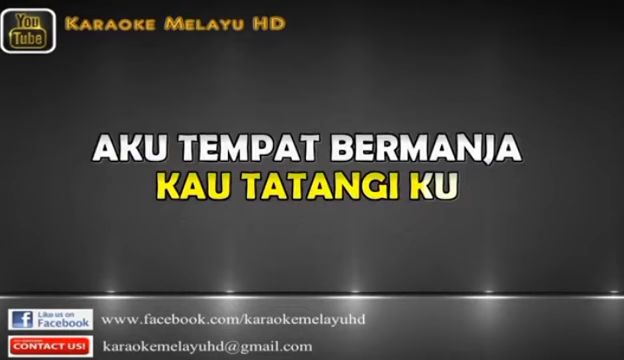 You
Tube
KARAOKE MELAYU HD
AKU TEMPAT BERMANJA
KAU TATANGI KU
Like us on
Facebook
www.facebook.com/karaokemelayuhd
CONTACT US!
karaokemelayuhd@gmail.com